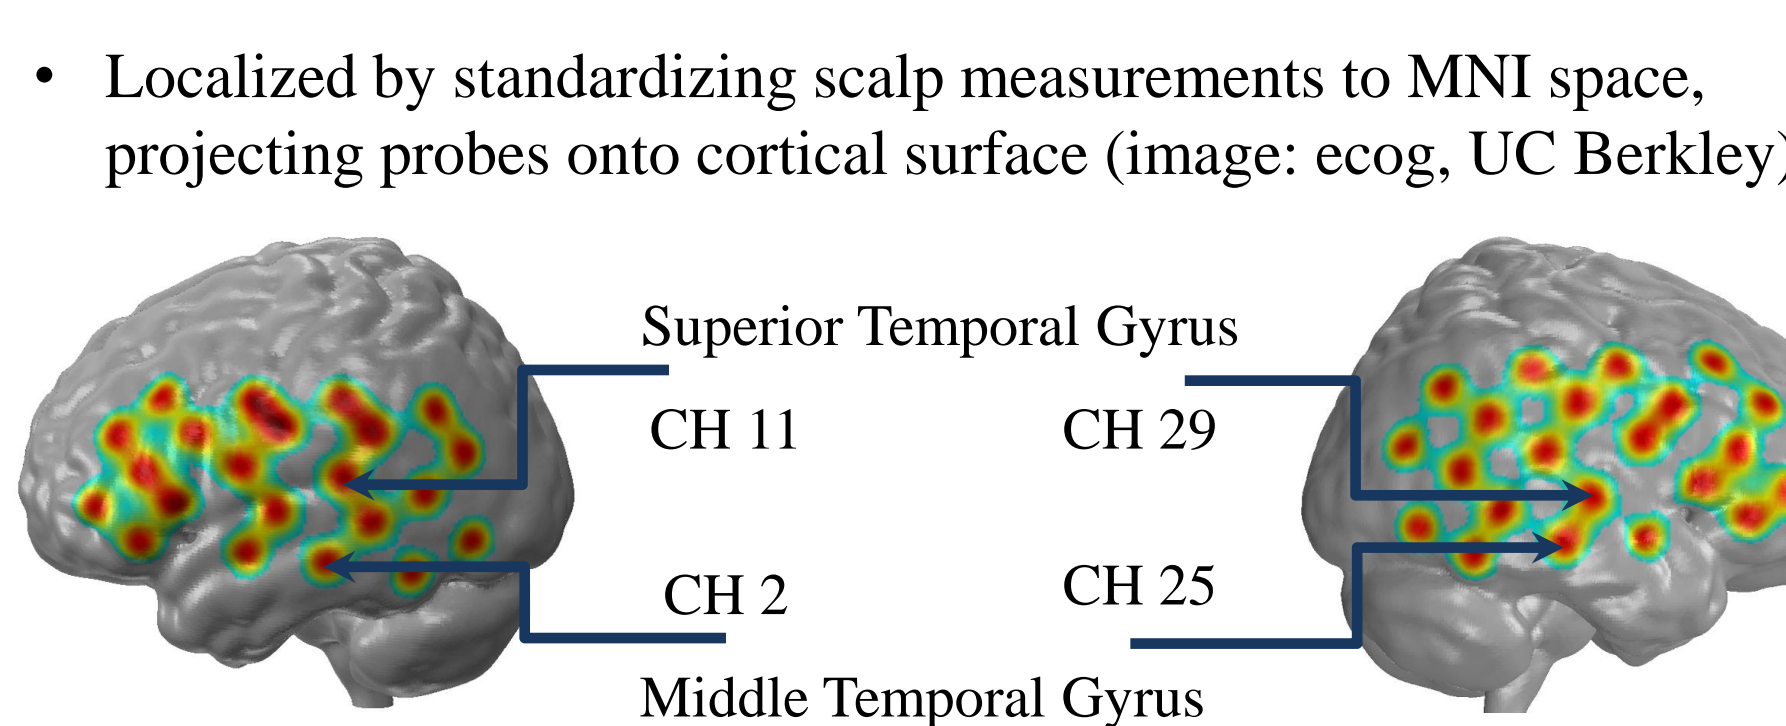 • Localized by standardizing scalp measurements to MNI space,
projecting probes onto cortical surface (image: ecog, UC Berkley)
Superior Temporal Gyrus
CH 11
CH 29
CH 2
CH 25
Middle Temporal Gyrus